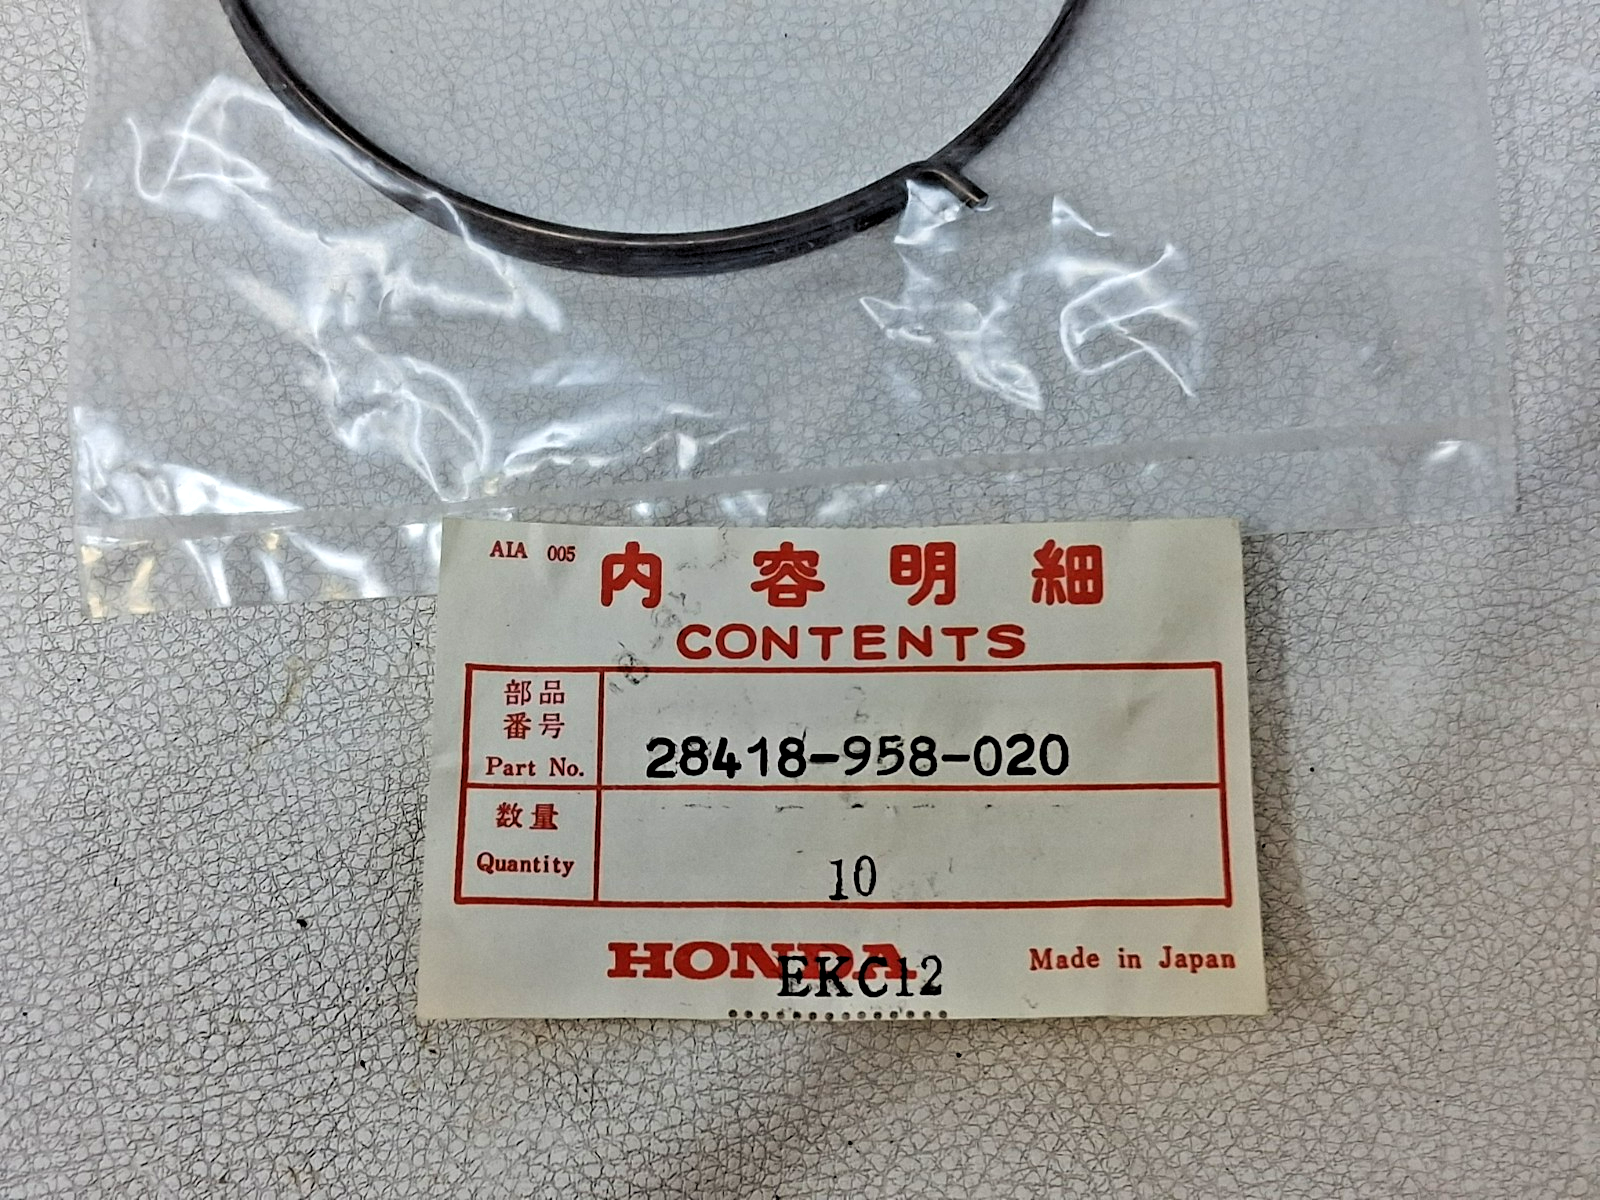 AIA 005
内容明細
CONTENTS
部品
番号
Part No.
28418-958-020
数量
Quantity
10
HONDA
EKC12
Made in Japan